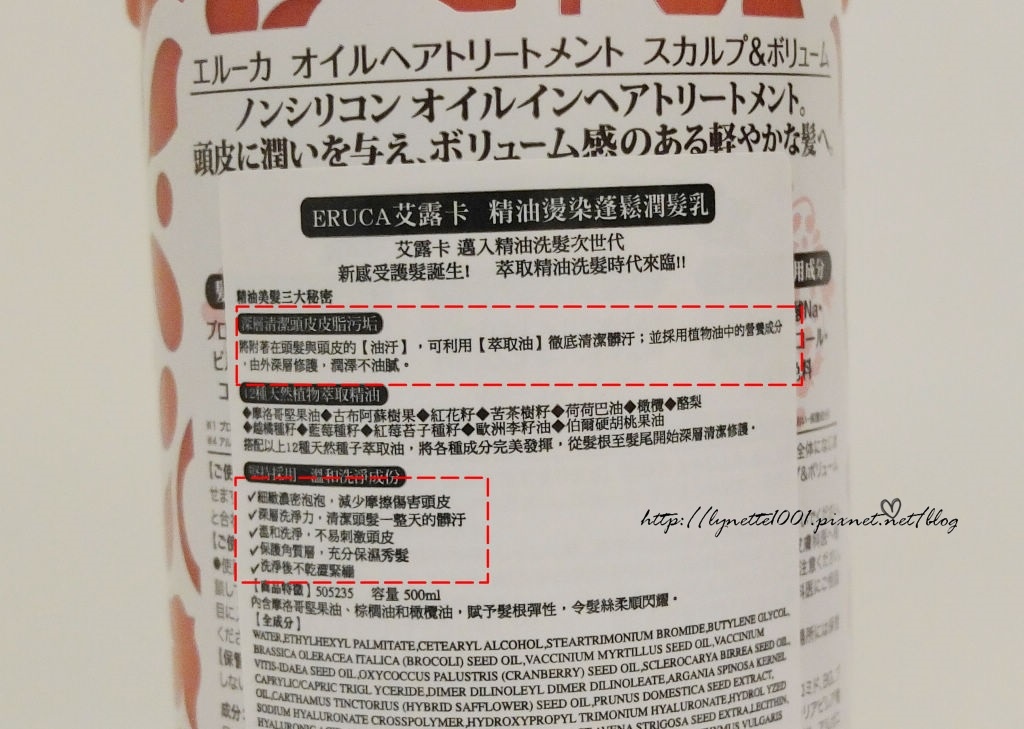 エルーカ オイルヘアトリートメント スカルプ&ボリューム
ノンシリコン オイルインヘアトリートメント。
頭皮に潤いを与え、ボリューム感のある軽やかな髪へ。
ERUCA艾露卡 精油燙染蓬鬆潤髮乳
艾露卡 邁入精油洗髮次世代
新感受護髮誕生! 萃取精油洗髮時代來臨!!
精油美髮三大秘密
深層清潔頭皮皮脂污垢
將附著在頭髮與頭皮的【油汙】,可利用【萃取油】徹底清潔髒汙;並採用植物油中的營養成分
,由外深層修護,潤澤不油膩。
12種天然植物萃取精油
◆摩洛哥堅果油◆古布阿蘇樹果◆紅花籽◆苦茶樹籽◆荷荷巴油◆橄欖◆酪梨
◆越橘種籽◆藍莓種籽◆紅莓苔子種籽◆歐洲李籽油◆伯爾硬胡桃果油
搭配以上12種天然種子萃取油,將各種成分完美發揮,從髮根至髮尾開始深層清潔修護。
堅持採用 溫和洗淨成份
✓細緻濃密泡泡,減少摩擦傷害頭皮
✓深層洗淨力,清潔頭髮一整天的髒汙
✓溫和洗淨,不易刺激頭皮
✓保護角質層,充分保濕秀髮
✓洗淨後不乾澀緊繃
【商品特徵】505235 容量 500ml
內含摩洛哥堅果油、棕櫚油和橄欖油,賦予髮根彈性,令髮絲柔順閃耀。
【全成分】
WATER,ETHYLHEXYL PALMITATE,CETEARYL ALCOHOL,STEARTRIMONIUM BROMIDE,BUTYLENE GLYCOL,
BRASSICA OLERACEA ITALICA (BROCOLI) SEED OIL,VACCINIUM MYRTILLUS SEED OIL,VACCINIUM
VITIS-IDAEA SEED OIL,OXYCOCCUS PALUSTRIS (CRANBERRY) SEED OIL,SCLEROCARYA BIRREA SEED OIL,
CAPRYLIC/CAPRIC TRIGL YCERIDE,DIMER DILINOLEYL DIMER DILINOLEATE,ARGANIA SPINOSA KERNEL
OIL,CARTHAMUS TINCTORIUS (HYBRID SAFFLOWER) SEED OIL,PRUNUS DOMESTICA SEED EXTRACT,
SODIUM HYALURONATE CROSSPOLYMER,HYDROXYPROPYL TRIMONIUM HYALURONATE,HYDROL YZED
AVENA STRIGOSA SEED EXTRA,LECITHIN,
用成分
http://lynette1001.pixnet.net/blog